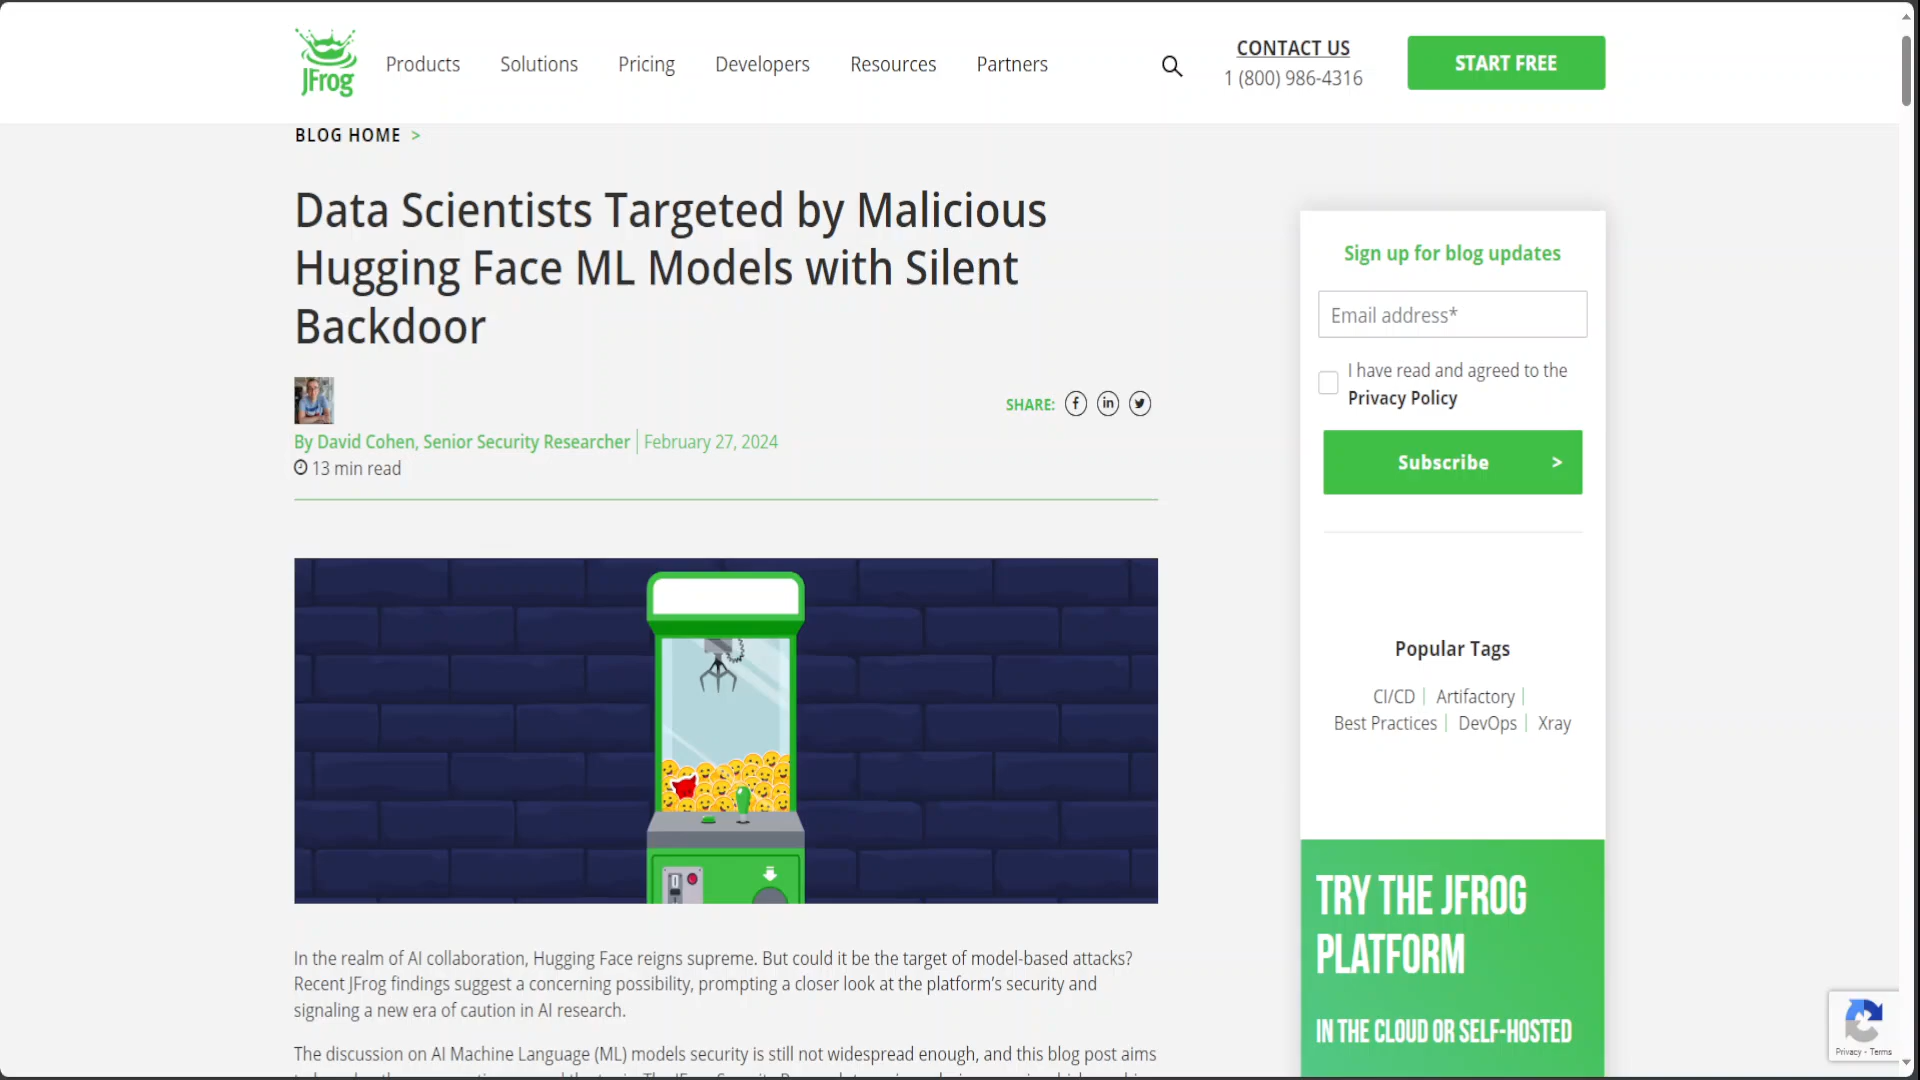 JFrog
Products
Solutions
Pricing
Developers
Resources
Partners
CONTACT US
1 (800) 986-4316
START FREE
BLOG HOME >
Data Scientists Targeted by Malicious
Hugging Face ML Models with Silent
Backdoor
SHARE:
By David Cohen, Senior Security Researcher | February 27, 2024
13 min read
In the realm of AI collaboration, Hugging Face reigns supreme. But could it be the target of model-based attacks?
Recent JFrog findings suggest a concerning possibility, prompting a closer look at the platform’s security and
signaling a new era of caution in AI research.
The discussion on AI Machine Language (ML) models security is still not widespread enough, and this blog post aims
Sign up for blog updates
Email address*
I have read and agreed to the
Privacy Policy
Subscribe >
Popular Tags
CI/CD | Artifactory |
Best Practices | DevOps | Xray
TRY THE JFROG
PLATFORM
IN THE CLOUD OR SELF-HOSTED
Privacy - Terms